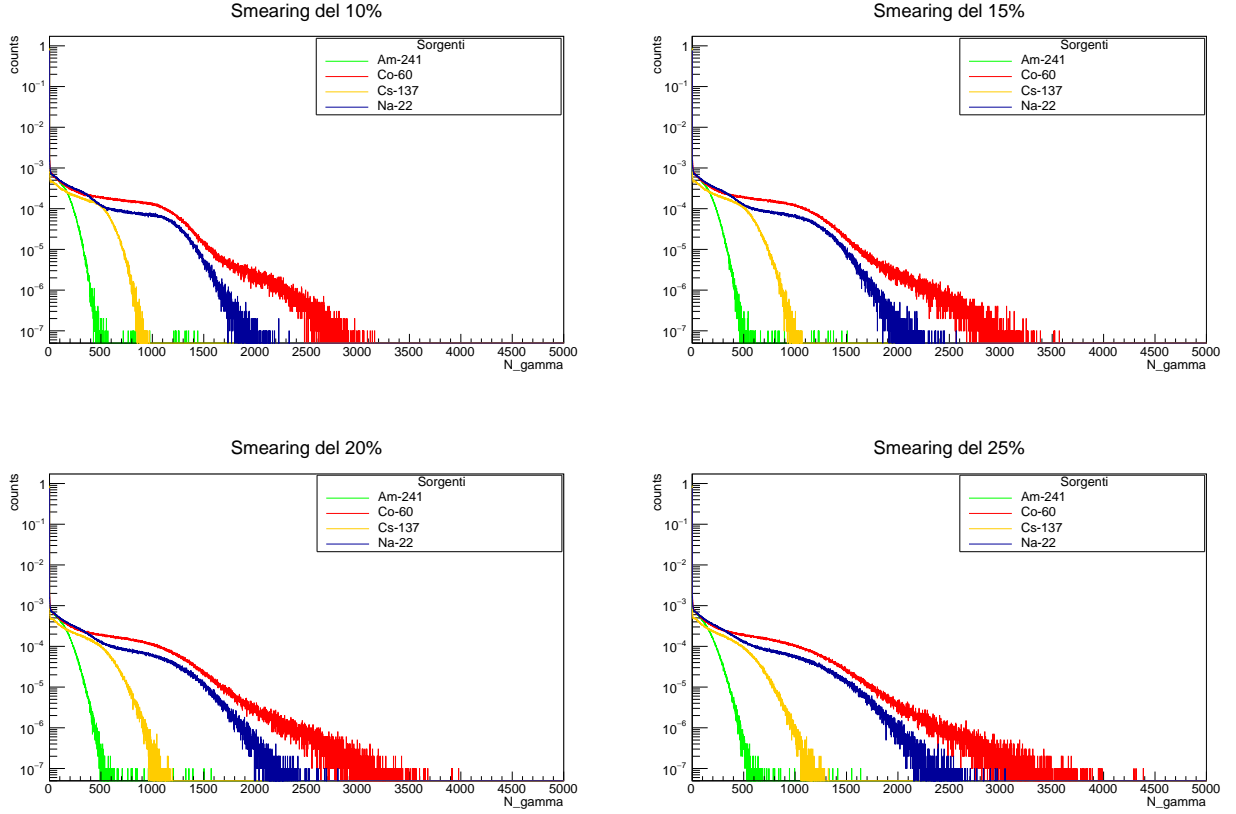 Smearing del 10%
counts
1
10⁻¹
10⁻²
10⁻³
10⁻⁴
10⁻⁵
10⁻⁶
10⁻⁷
Sorgenti
Am-241
Co-60
Cs-137
Na-22
0 500 1000 1500 2000 2500 3000 3500 4000 4500 5000
N_gamma
Smearing del 15%
counts
1
10⁻¹
10⁻²
10⁻³
10⁻⁴
10⁻⁵
10⁻⁶
10⁻⁷
Sorgenti
Am-241
Co-60
Cs-137
Na-22
0 500 1000 1500 2000 2500 3000 3500 4000 4500 5000
N_gamma
Smearing del 20%
counts
1
10⁻¹
10⁻²
10⁻³
10⁻⁴
10⁻⁵
10⁻⁶
10⁻⁷
Sorgenti
Am-241
Co-60
Cs-137
Na-22
0 500 1000 1500 2000 2500 3000 3500 4000 4500 5000
N_gamma
Smearing del 25%
counts
1
10⁻¹
10⁻²
10⁻³
10⁻⁴
10⁻⁵
10⁻⁶
10⁻⁷
Sorgenti
Am-241
Co-60
Cs-137
Na-22
0 500 1000 1500 2000 2500 3000 3500 4000 4500 5000
N_gamma